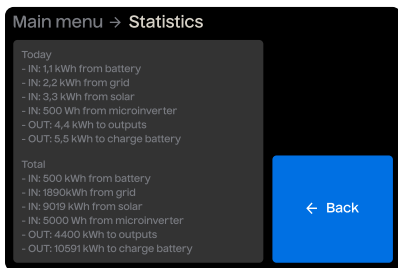 Main menu → Statistics
Today
- IN: 1,1 kWh from battery
- IN: 2,2 kWh from grid
- IN: 3,3 kWh from solar
- IN: 500 Wh from microinverter
- OUT: 4,4 kWh to outputs
- OUT: 5,5 kWh to charge battery
Total
- IN: 500 kWh from battery
- IN: 1890kWh from grid
- IN: 9019 kWh from solar
- IN: 5000 Wh from microinverter
- OUT: 4400 kWh to outputs
- OUT: 10591 kWh to charge battery
← Back